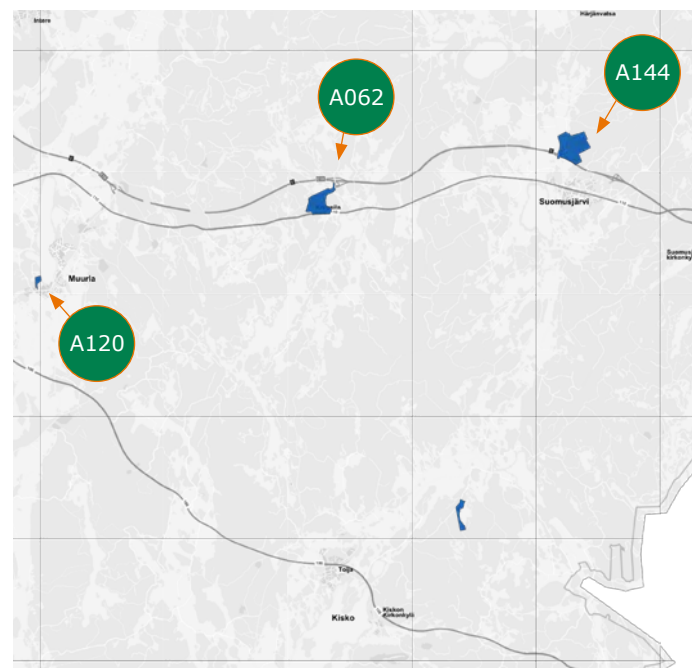 Härjänvatsa
A144
A062
Suomusjärvi
Muurla
A120
Toija
Kiskon
Kirkonkylä
Kisko